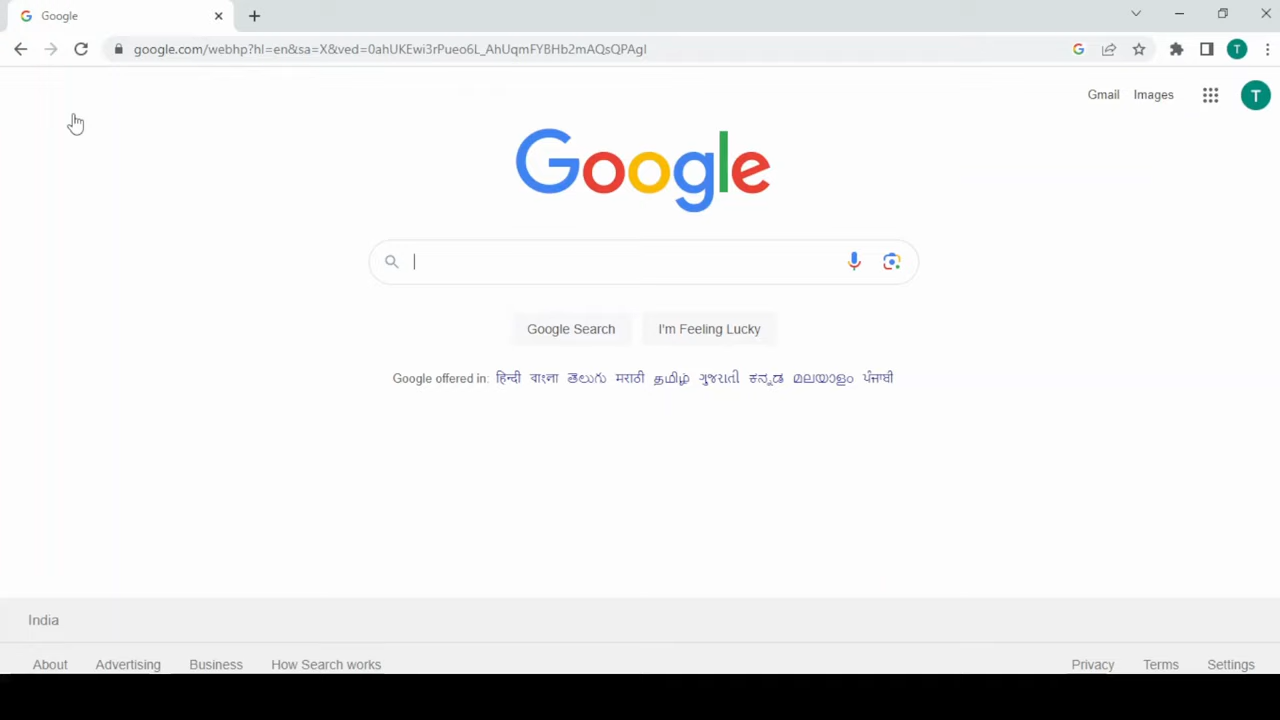 Google
google.com/webhp?hl=en&sa=X&ved=0ahUKEwi3rPueo6L_AhUqmFYBHb2mAQsQPAgI
T
Gmail Images T
Google
Google Search I'm Feeling Lucky
Google offered in: हिन्दी বাংলা తెలుగు मराठी தமிழ் ગુજરાતી ಕನ್ನಡ മലയാളം ਪੰਜਾਬੀ
India
About Advertising Business How Search works Privacy Terms Settings